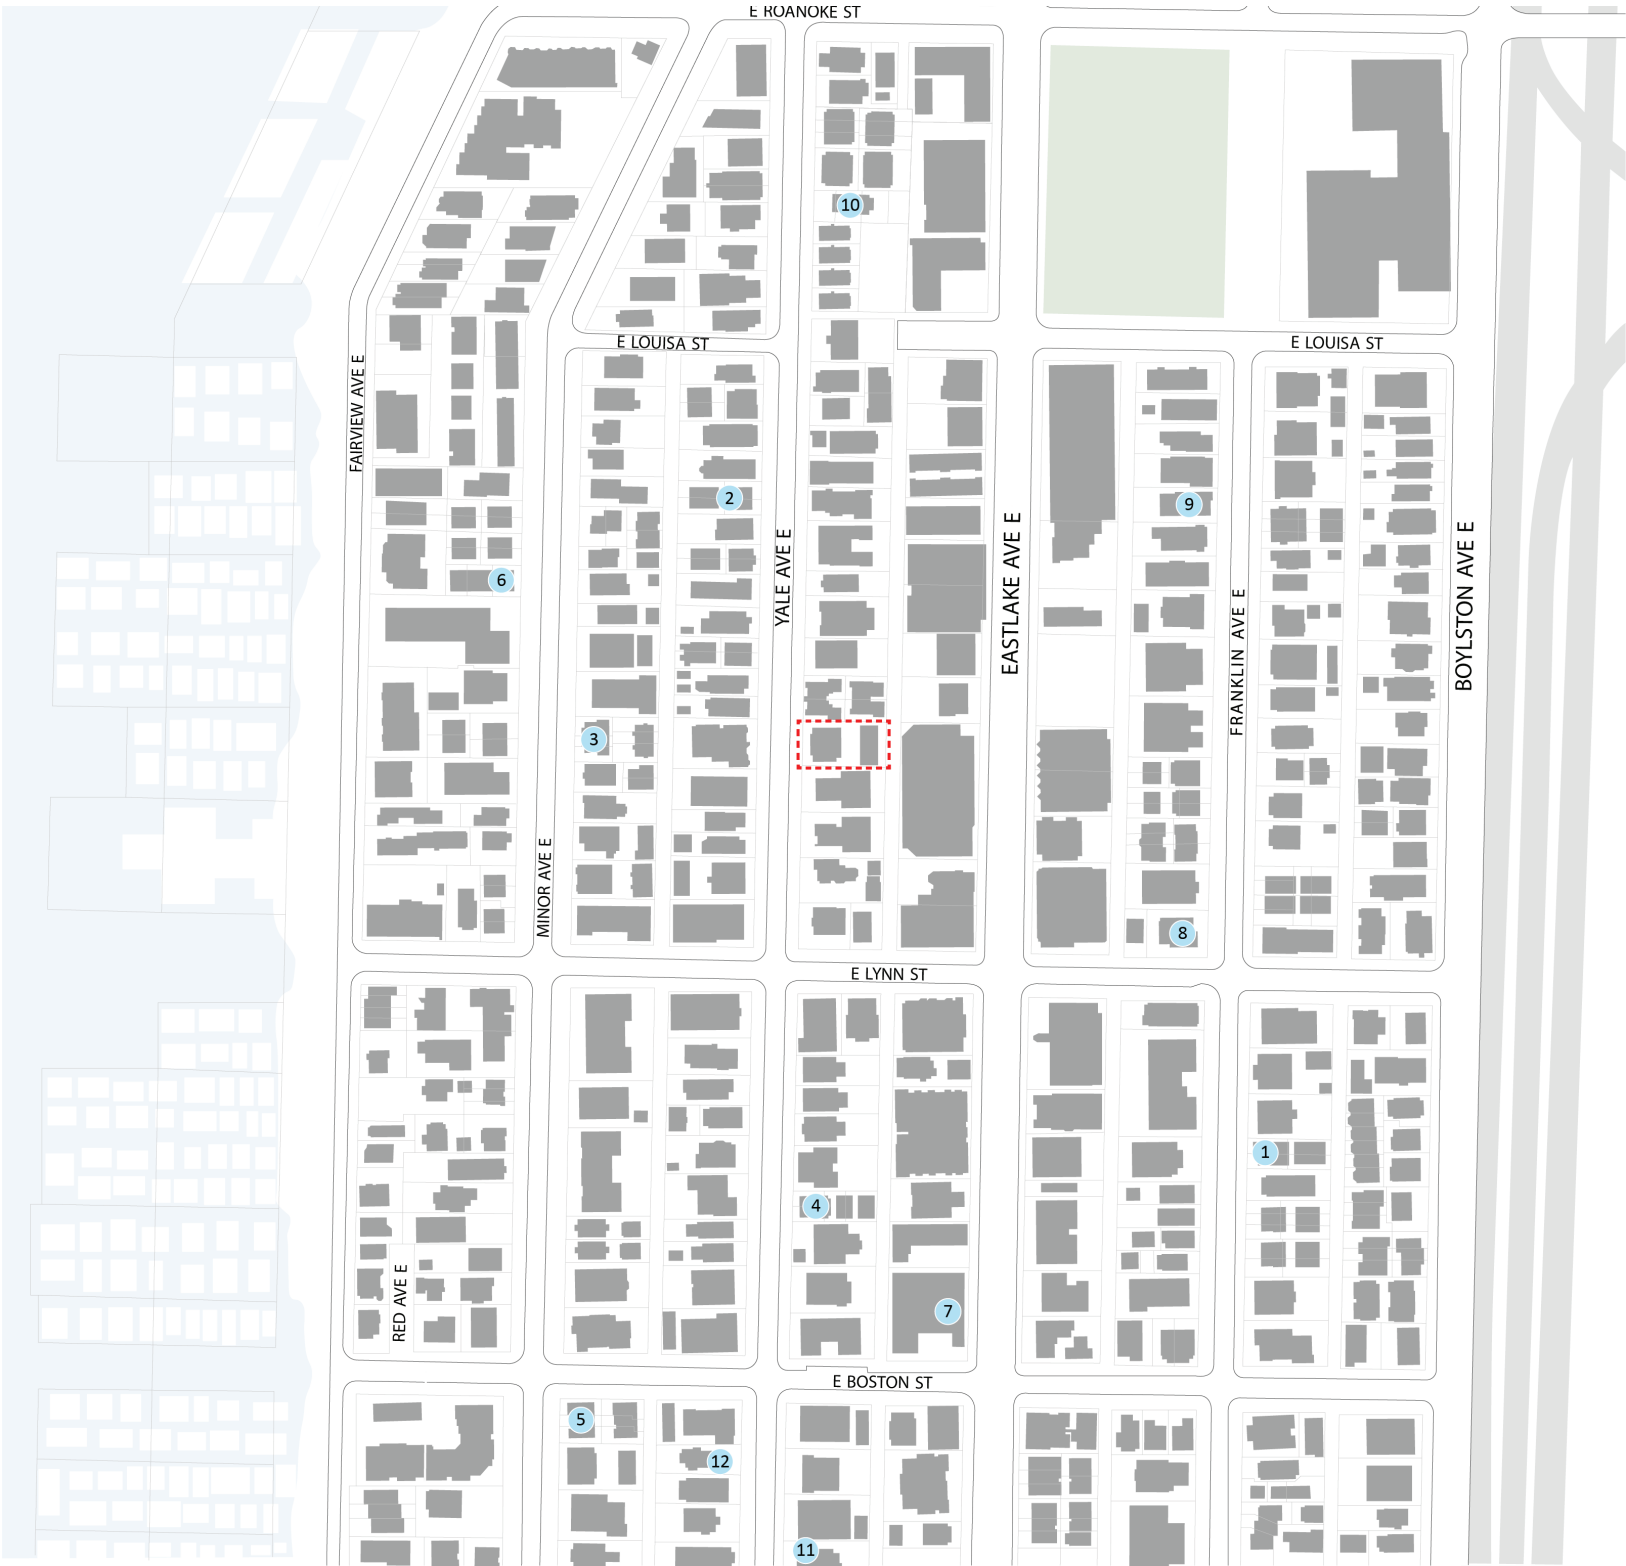 E ROANOKE ST
10
E LOUISA ST
E LOUISA ST
FAIRVIEW AVE E
2
9
YALE AVE E
EASTLAKE AVE E
BOYLSTON AVE E
6
FRANKLIN AVE E
3
MINOR AVE E
8
E LYNN ST
1
4
RED AVE E
7
E BOSTON ST
5
12
11